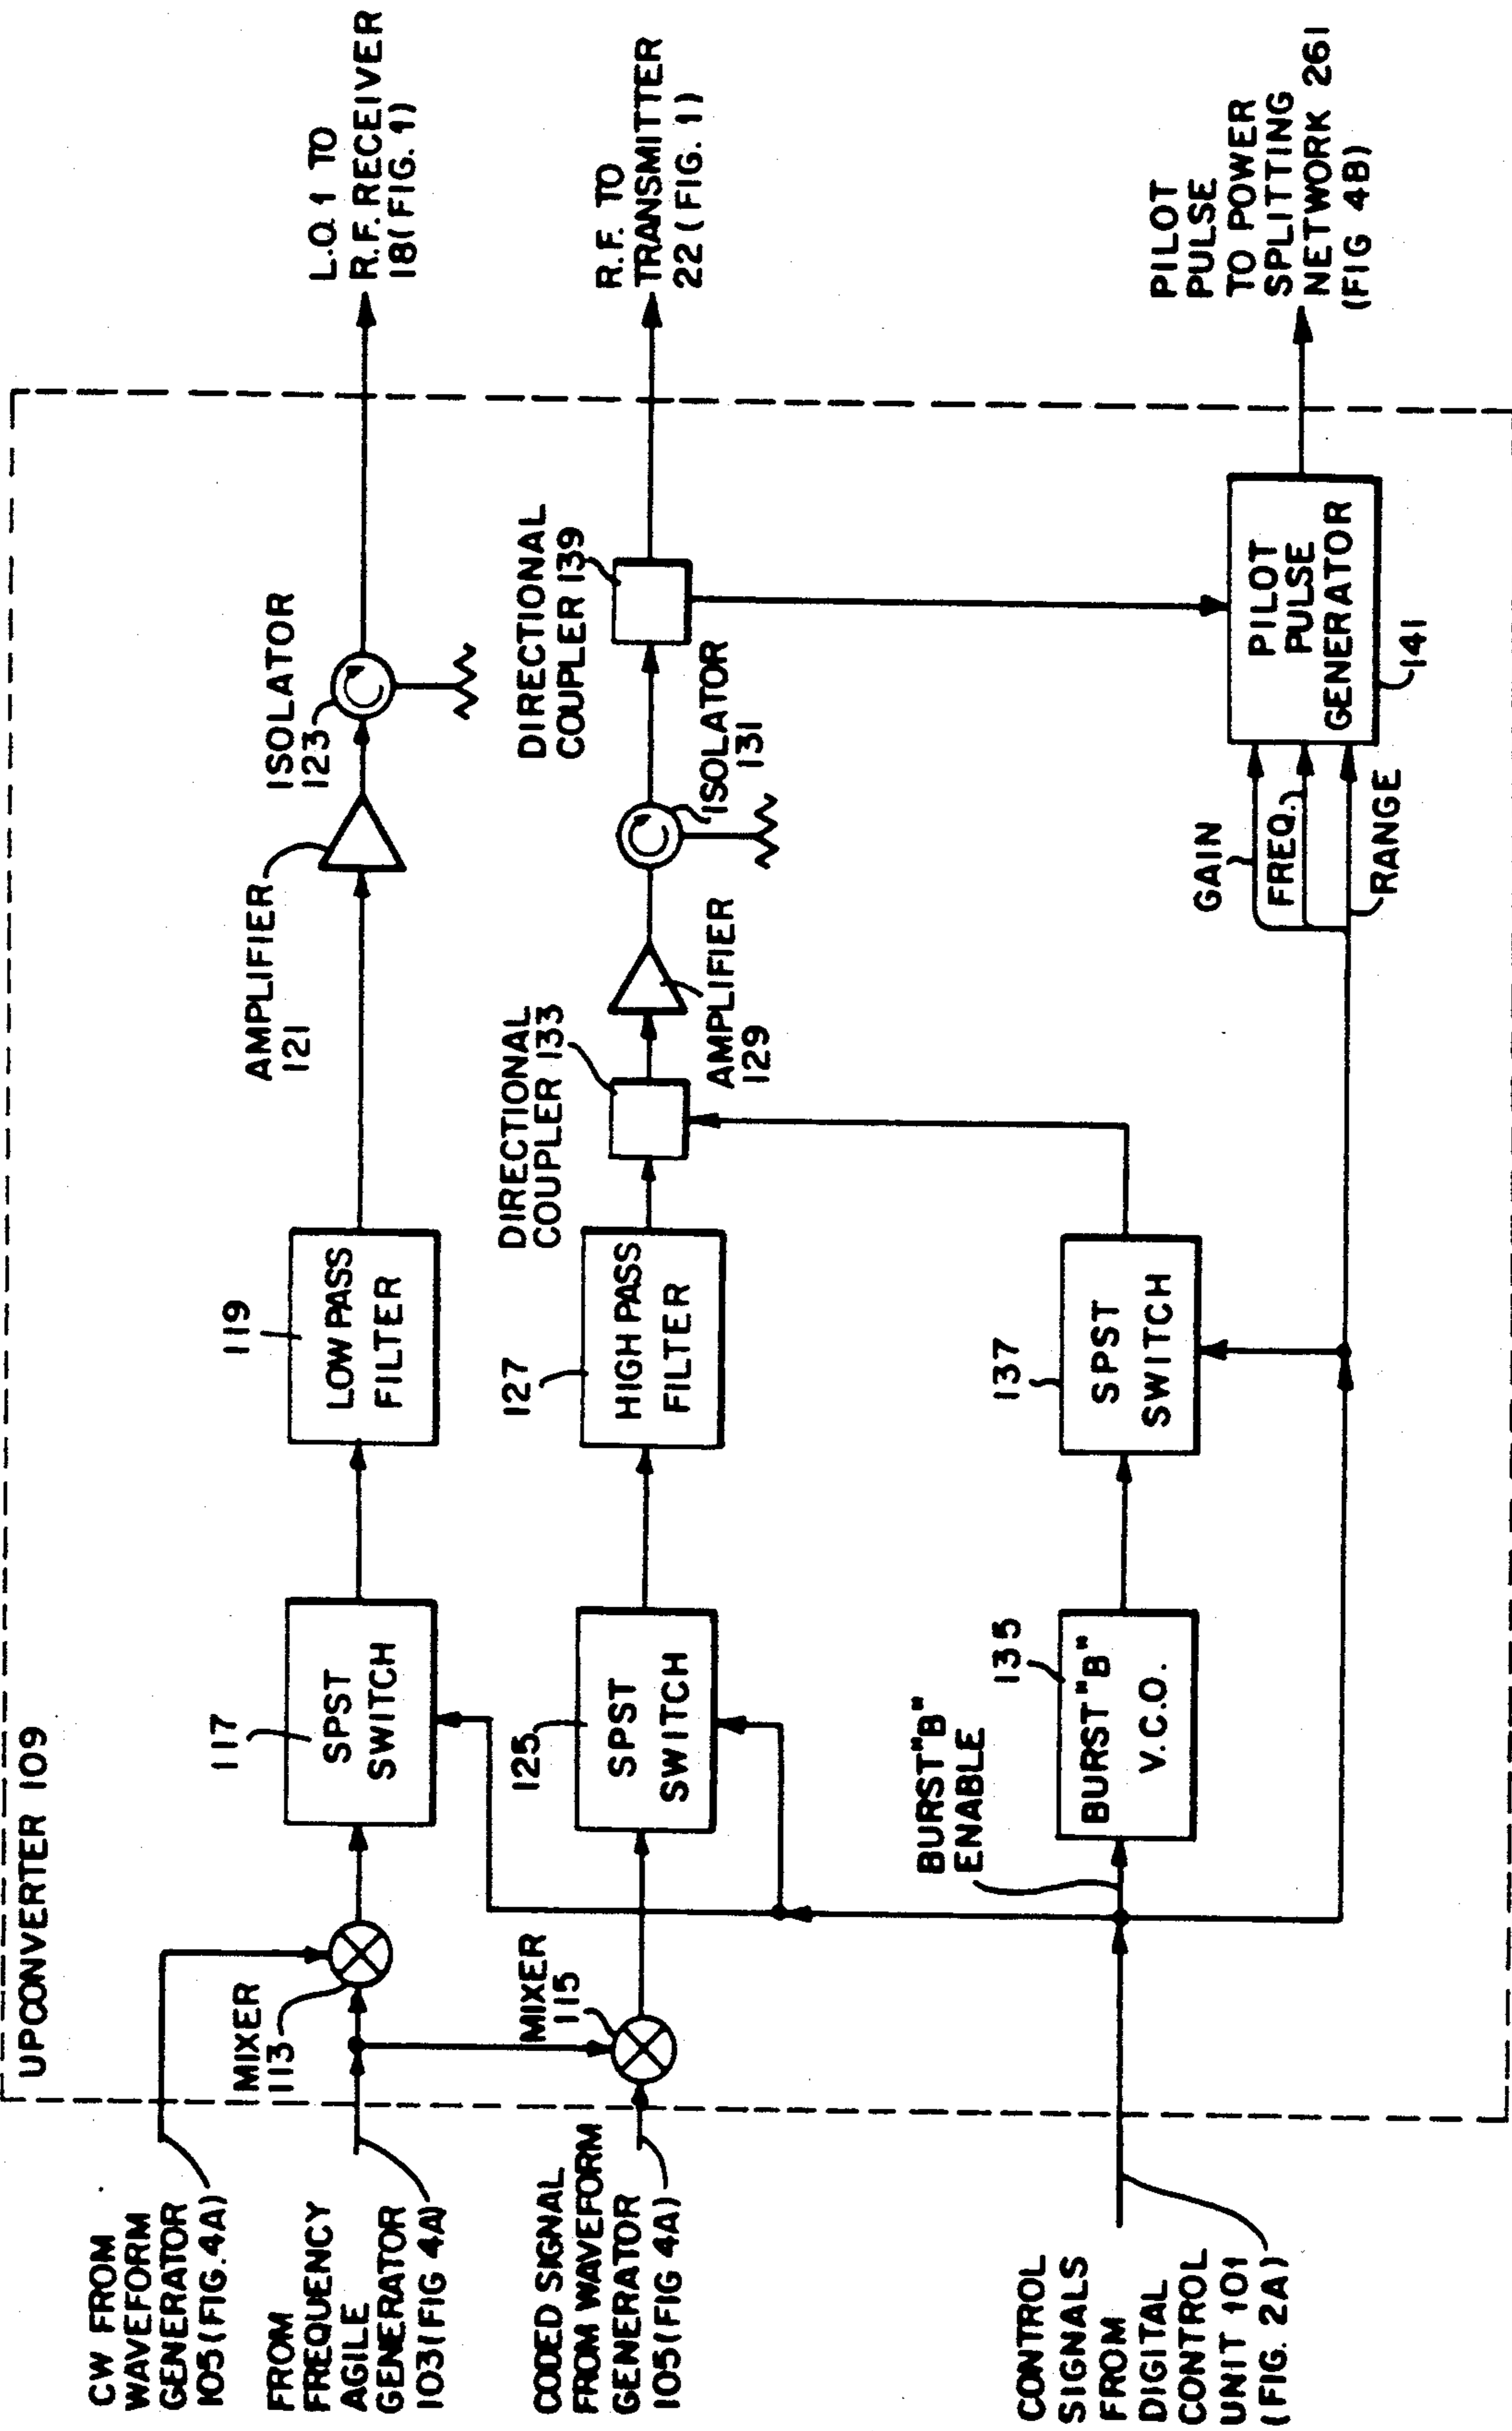 UPCONVERTER 109
CW FROM
WAVEFORM
GENERATOR
105(FIG.4A)
FROM
FREQUENCY
AGILE
GENERATOR
103(FIG 4A)
CODED SIGNAL
FROM WAVEFORM
GENERATOR
105(FIG 4A)
CONTROL
SIGNALS
FROM
DIGITAL
CONTROL
UNIT 101
(FIG. 2A)
MIXER
113
MIXER
115
117
SPST
SWITCH
119
LOW PASS
FILTER
AMPLIFIER
121
ISOLATOR
123
L.O.1 TO
R.F. RECEIVER
18(FIG.1)
125
SPST
SWITCH
127
HIGH PASS
FILTER
DIRECTIONAL
COUPLER 133
AMPLIFIER
129
ISOLATOR
131
DIRECTIONAL
COUPLER 139
R.F. TO
TRANSMITTER
22 (FIG. 1)
BURST"B"
ENABLE
135
BURST"B"
V.C.O.
137
SPST
SWITCH
GAIN
FREQ.
RANGE
PILOT
PULSE
GENERATOR
141
PILOT
PULSE
TO POWER
SPLITTING
NETWORK 261
(FIG 4B)